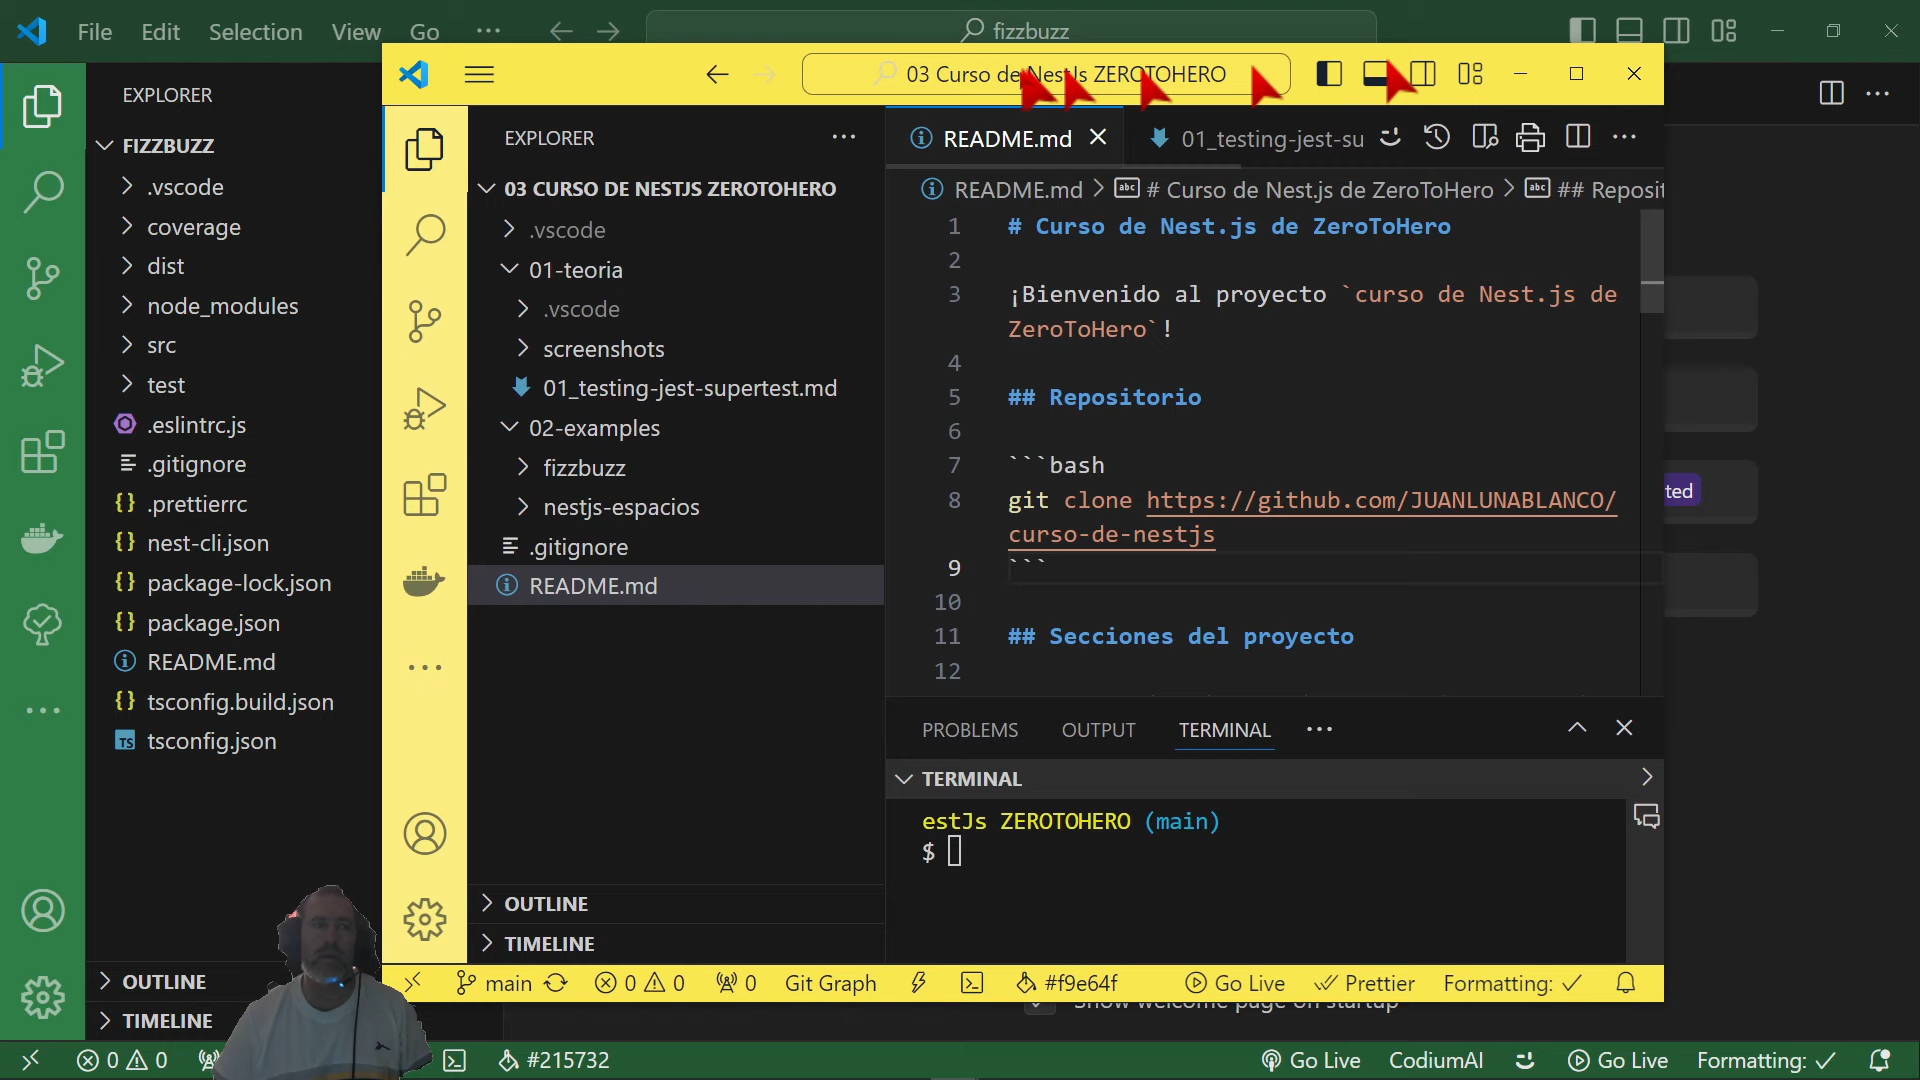 File Edit Selection View Go ··· fizzbuzz
EXPLORER
FIZZBUZZ
.vscode
coverage
dist
node_modules
src
test
.eslintrc.js
.gitignore
.prettierrc
nest-cli.json
package-lock.json
package.json
README.md
tsconfig.build.json
tsconfig.json
OUTLINE
TIMELINE
03 Curso de NestJs ZEROTOHERO
EXPLORER ···
03 CURSO DE NESTJS ZEROTOHERO
.vscode
01-teoria
.vscode
screenshots
01_testing-jest-supertest.md
02-examples
fizzbuzz
nestjs-espacios
.gitignore
README.md
OUTLINE
TIMELINE
README.md 01_testing-jest-su
README.md > # Curso de Nest.js de ZeroToHero > ## Reposit
1 # Curso de Nest.js de ZeroToHero
2
3 ¡Bienvenido al proyecto `curso de Nest.js de
ZeroToHero`!
4
5 ## Repositorio
6
7 ```bash
8 git clone https://github.com/JUANLUNABLANCO/
curso-de-nestjs
9 ```
10
11 ## Secciones del proyecto
12
PROBLEMS OUTPUT TERMINAL ···
TERMINAL
estJs ZEROTOHERO (main)
$
main 0 0 0 Git Graph #f9e64f Go Live Prettier Formatting: ✓
ted
Show welcome page on startup
0 0 #215732 Go Live CodiumAI Go Live Formatting: ✓